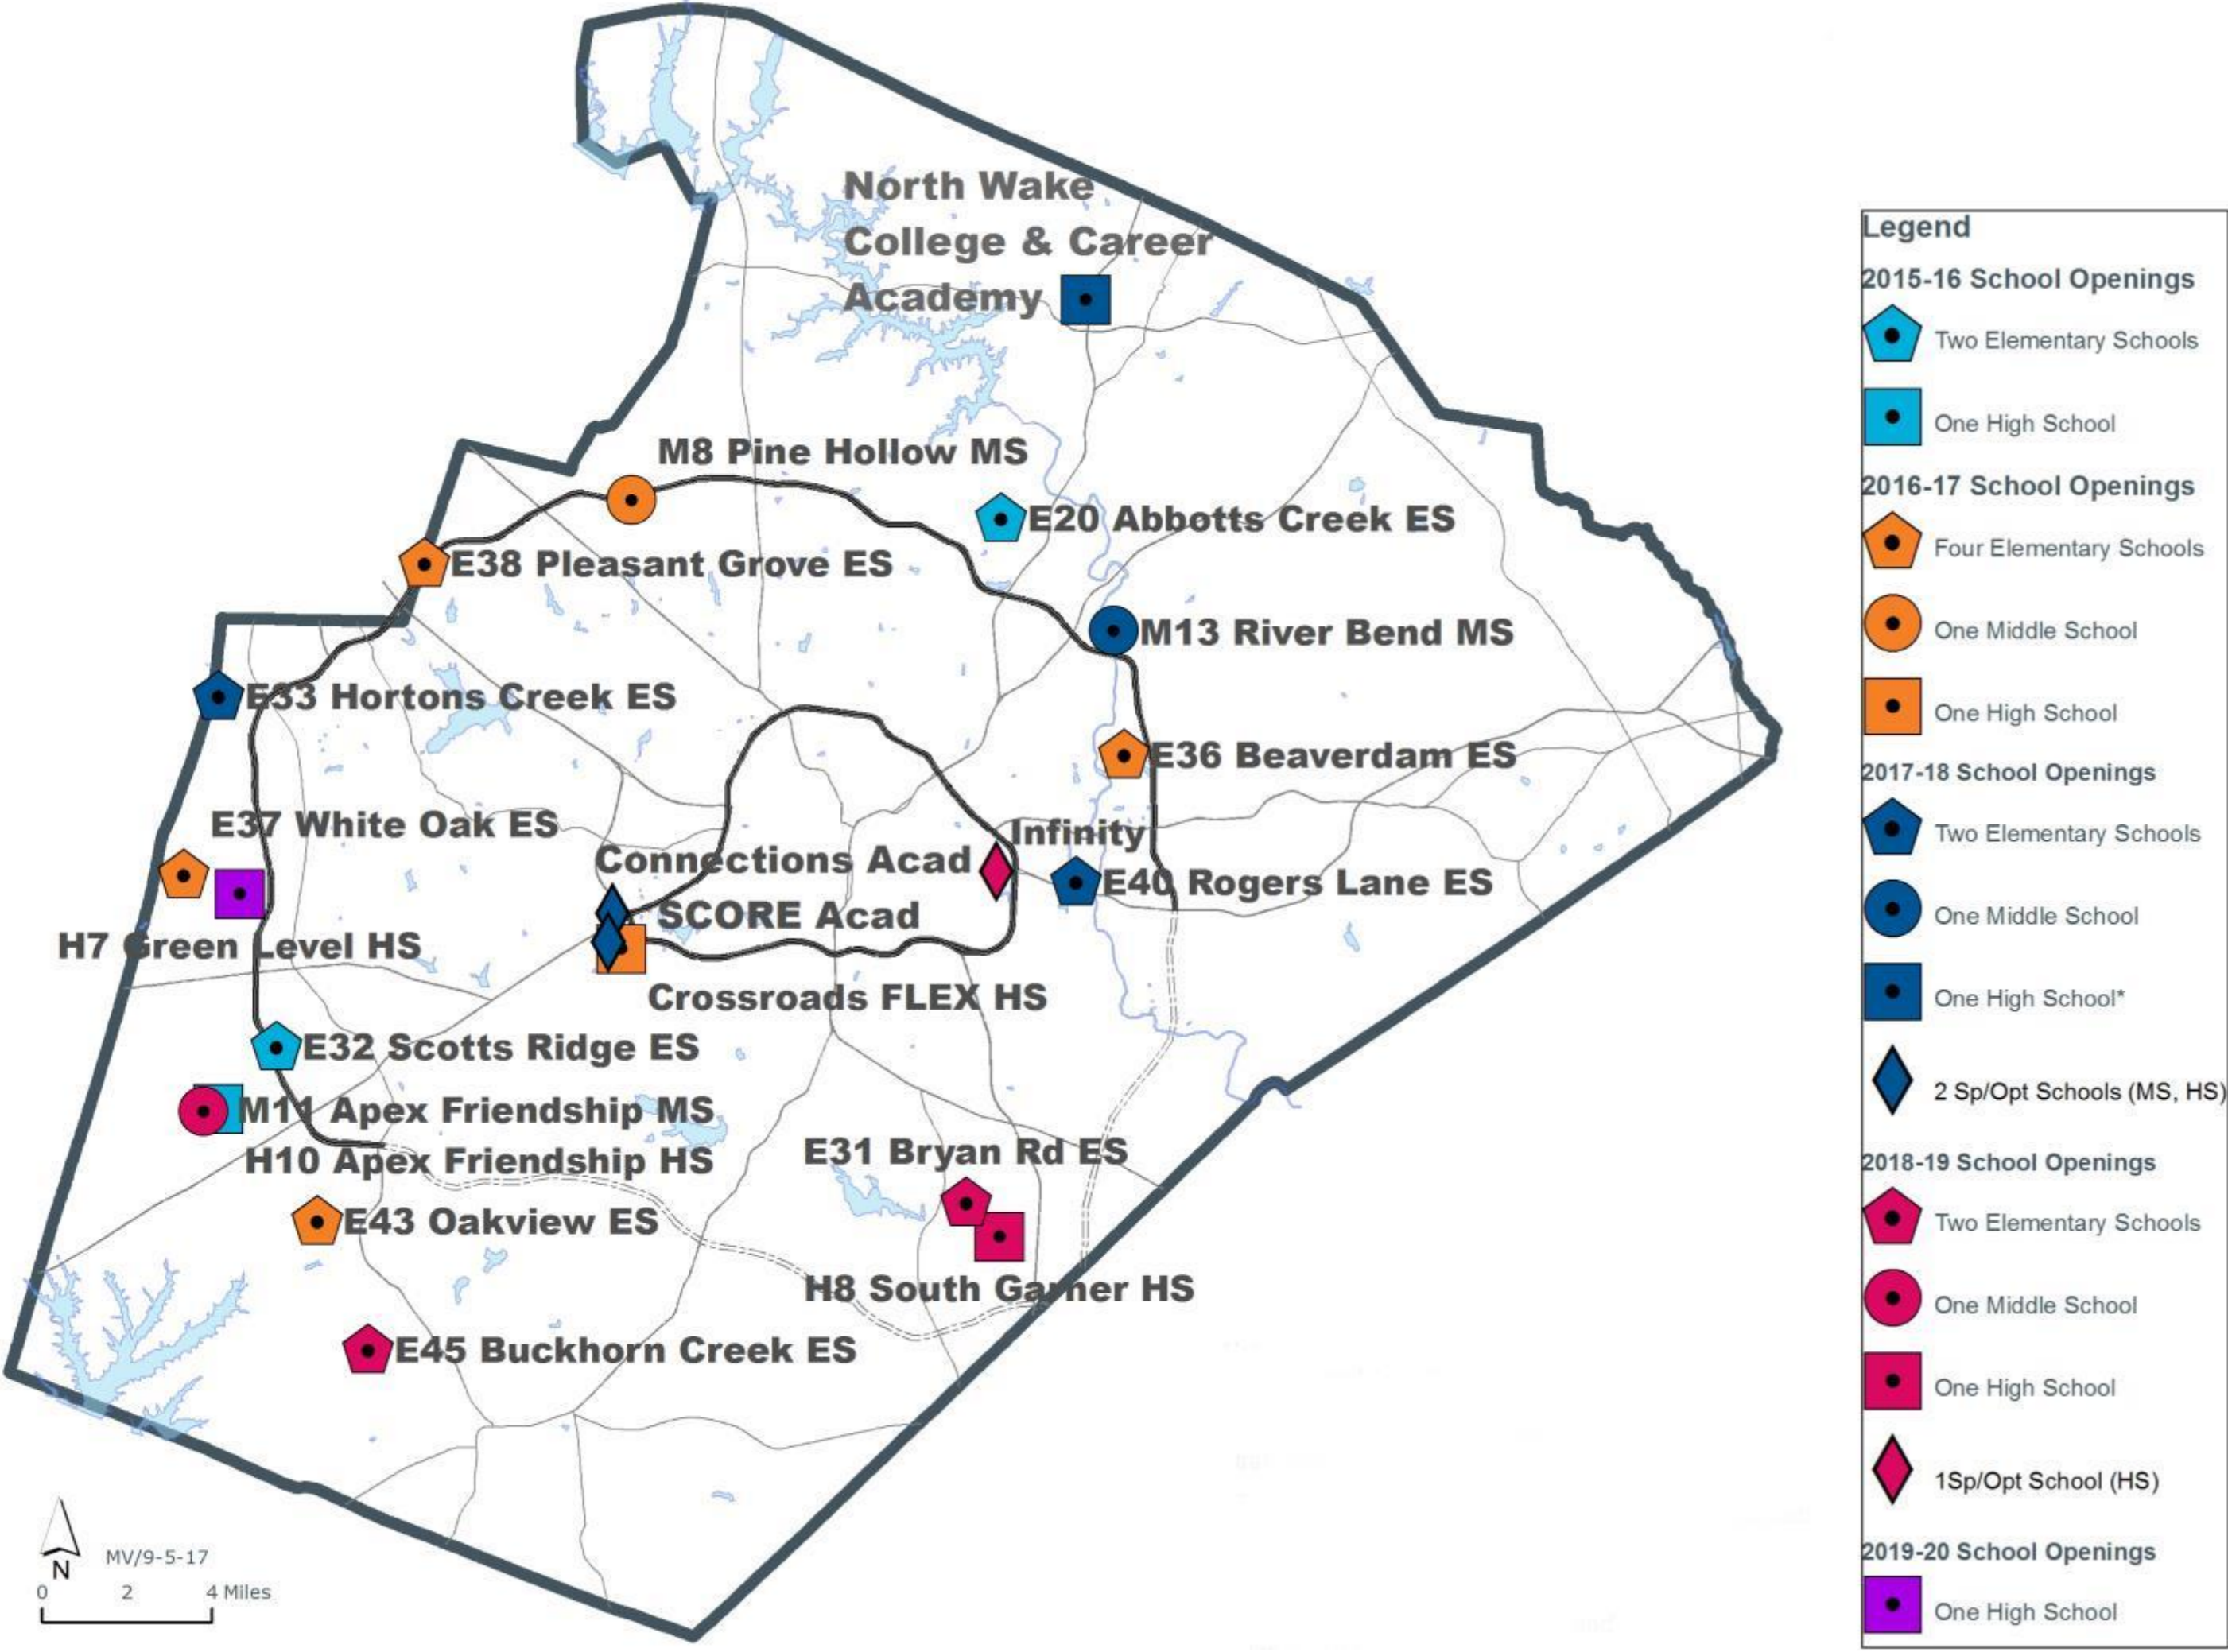 North Wake
College & Career
Academy
M8 Pine Hollow MS
E20 Abbotts Creek ES
E38 Pleasant Grove ES
M13 River Bend MS
E33 Hortons Creek ES
E36 Beaverdam ES
E37 White Oak ES
Infinity
Connections Acad
E40 Rogers Lane ES
SCORE Acad
H7 Green Level HS
Crossroads FLEX HS
E32 Scotts Ridge ES
M11 Apex Friendship MS
H10 Apex Friendship HS
E31 Bryan Rd ES
E43 Oakview ES
H8 South Garner HS
E45 Buckhorn Creek ES
N
MV/9-5-17
0 2 4 Miles
Legend
2015-16 School Openings
Two Elementary Schools
One High School
2016-17 School Openings
Four Elementary Schools
One Middle School
One High School
2017-18 School Openings
Two Elementary Schools
One Middle School
One High School*
2 Sp/Opt Schools (MS, HS)
2018-19 School Openings
Two Elementary Schools
One Middle School
One High School
1Sp/Opt School (HS)
2019-20 School Openings
One High School